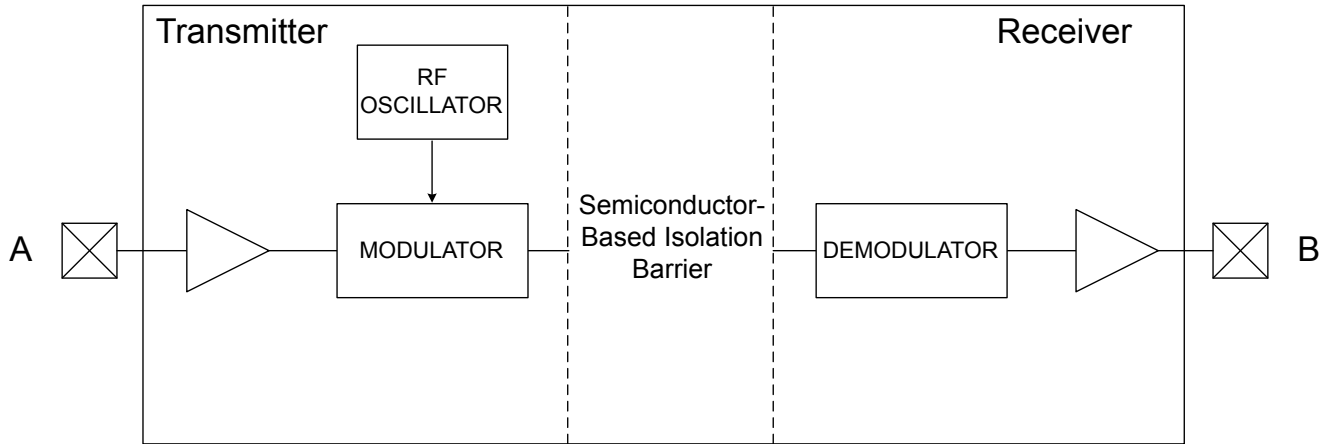 Transmitter
Receiver
RF
OSCILLATOR
A
MODULATOR
Semiconductor-
Based Isolation
Barrier
DEMODULATOR
B